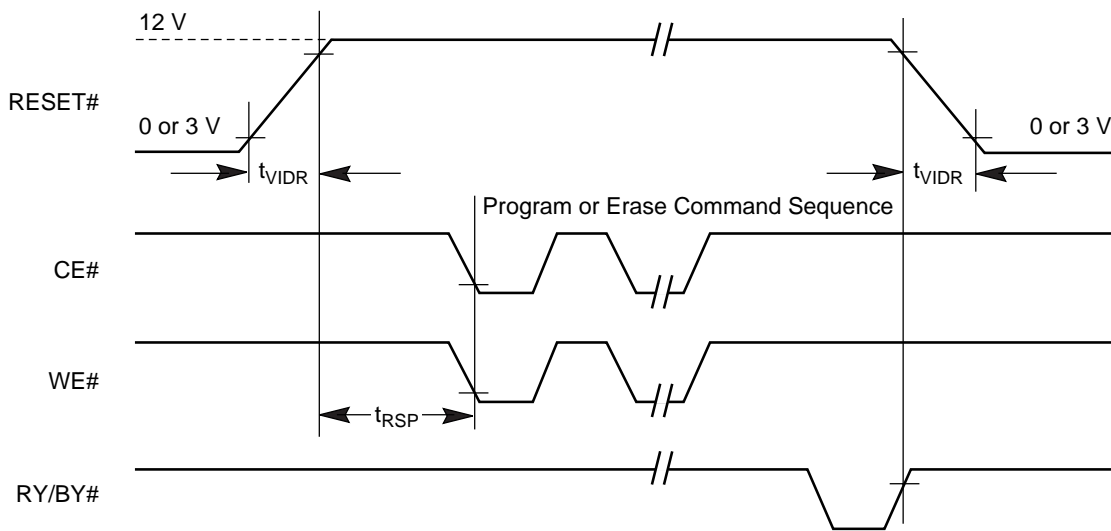 12 V
RESET#
0 or 3 V
0 or 3 V
tVIDR
tVIDR
Program or Erase Command Sequence
CE#
WE#
tRSP
RY/BY#